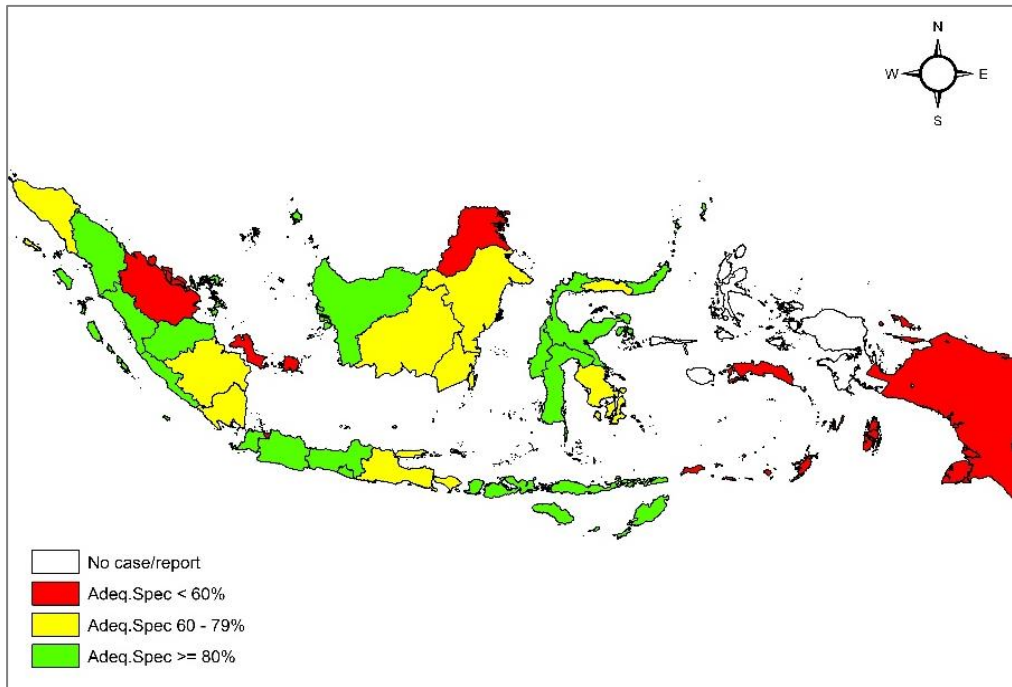 N
W E
S
No case/report
Adeq.Spec < 60%
Adeq.Spec 60 - 79%
Adeq.Spec >= 80%